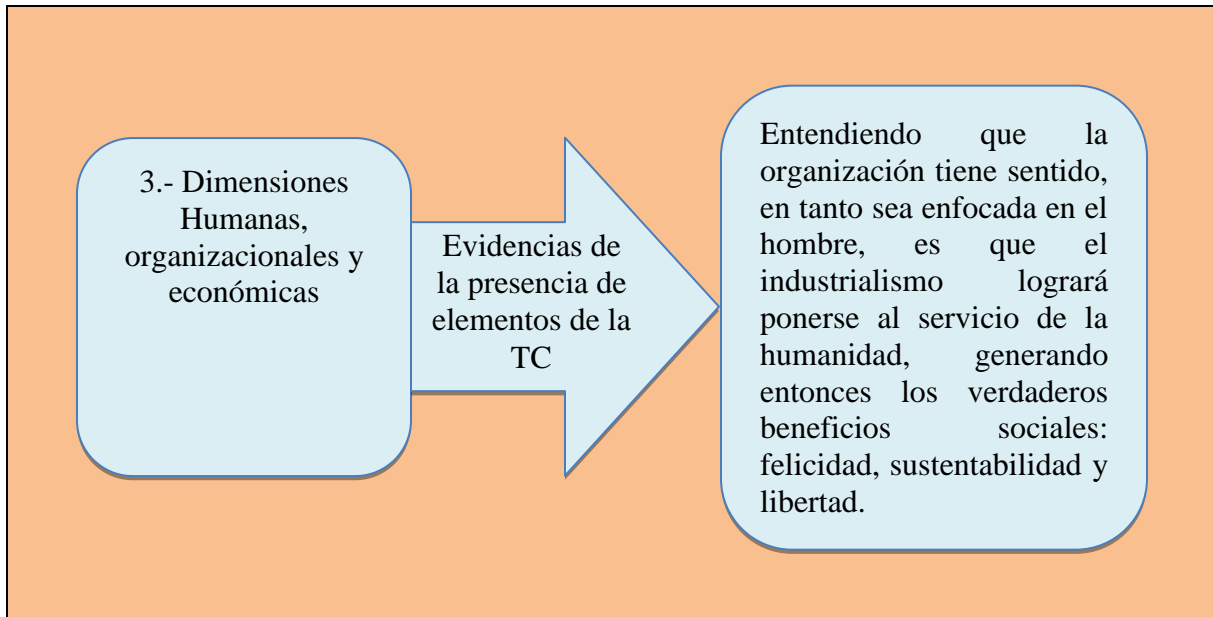 3.- Dimensiones
Humanas,
organizacionales y
económicas
Evidencias de
la presencia de
elementos de la
TC
Entendiendo que la
organización tiene sentido,
en tanto sea enfocada en el
hombre, es que el
industrialismo logrará
ponerse al servicio de la
humanidad, generando
entonces los verdaderos
beneficios sociales:
felicidad, sustentabilidad y
libertad.